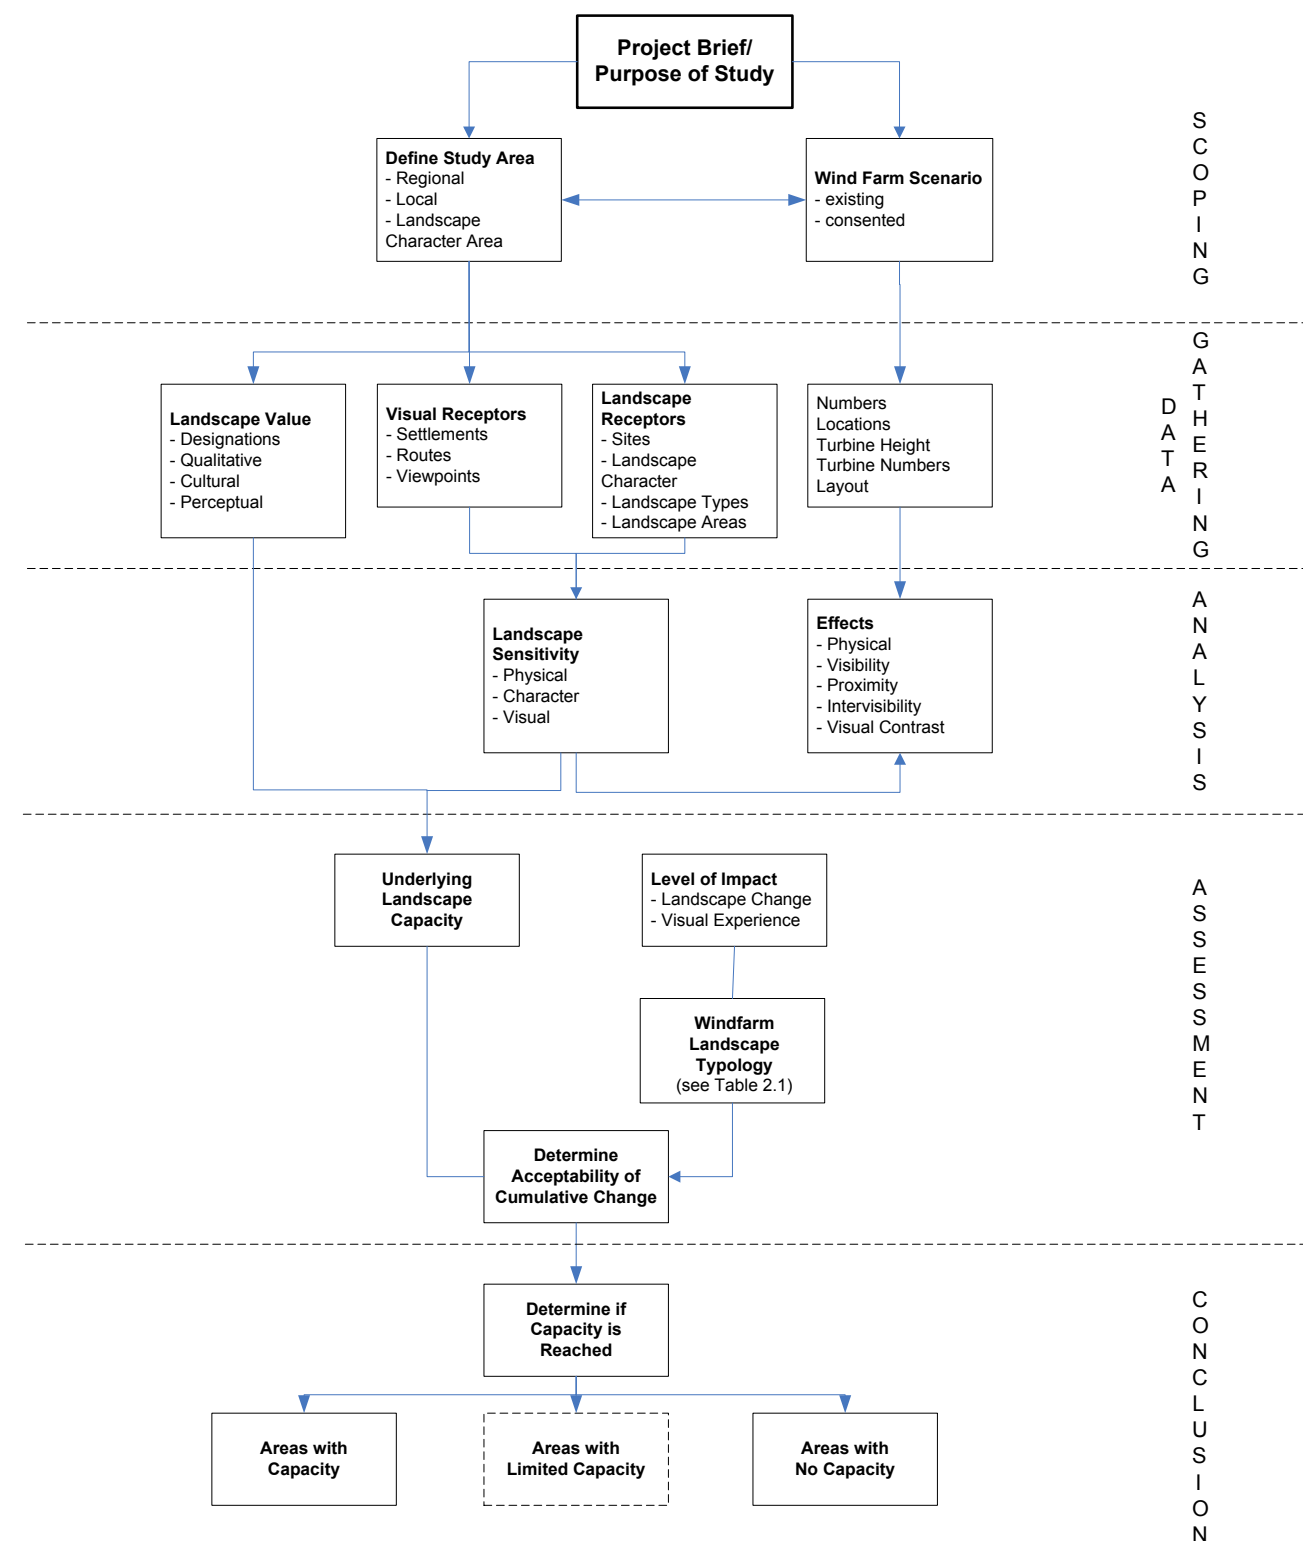 Project Brief/
Purpose of Study
SCOPING
Define Study Area
- Regional
- Local
- Landscape
Character Area
Wind Farm Scenario
- existing
- consented
DATA
GATHERING
Landscape Value
- Designations
- Qualitative
- Cultural
- Perceptual
Visual Receptors
- Settlements
- Routes
- Viewpoints
Landscape
Receptors
- Sites
- Landscape
Character
- Landscape Types
- Landscape Areas
Numbers
Locations
Turbine Height
Turbine Numbers
Layout
ANALYSIS
Landscape
Sensitivity
- Physical
- Character
- Visual
Effects
- Physical
- Visibility
- Proximity
- Intervisibility
- Visual Contrast
ASSESSMENT
Underlying
Landscape
Capacity
Level of Impact
- Landscape Change
- Visual Experience
Windfarm
Landscape
Typology
(see Table 2.1)
Determine
Acceptability of
Cumulative Change
CONCLUSION
Determine if
Capacity is
Reached
Areas with
Capacity
Areas with
Limited Capacity
Areas with
No Capacity